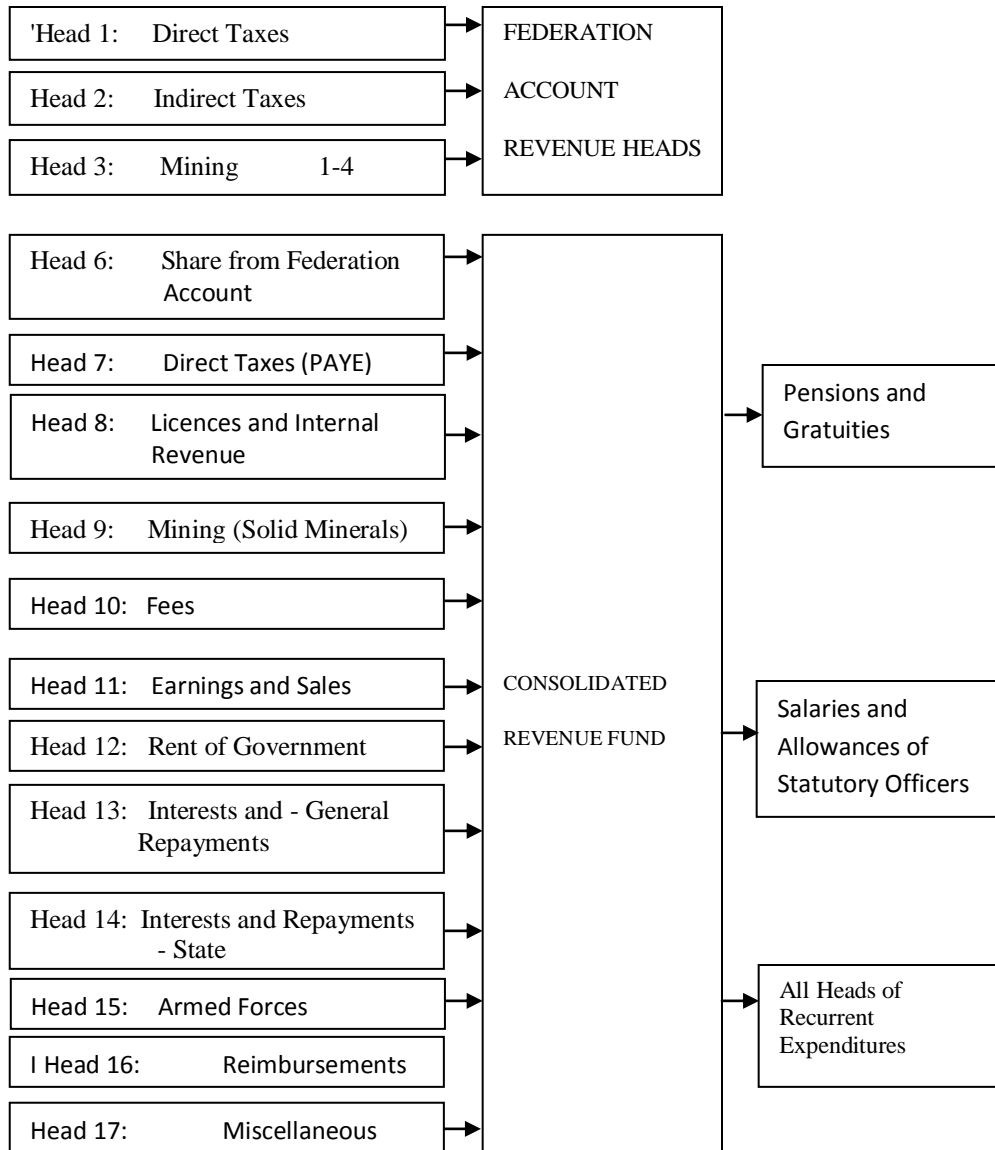 'Head 1: Direct Taxes
Head 2: Indirect Taxes
Head 3: Mining 1-4
FEDERATION
ACCOUNT
REVENUE HEADS
Head 6: Share from Federation
Account
Head 7: Direct Taxes (PAYE)
Head 8: Licences and Internal
Revenue
Head 9: Mining (Solid Minerals)
Head 10: Fees
Head 11: Earnings and Sales
Head 12: Rent of Government
Head 13: Interests and - General
Repayments
Head 14: Interests and Repayments
- State
Head 15: Armed Forces
I Head 16: Reimbursements
Head 17: Miscellaneous
CONSOLIDATED
REVENUE FUND
Pensions and
Gratuities
Salaries and
Allowances of
Statutory Officers
All Heads of
Recurrent
Expenditures